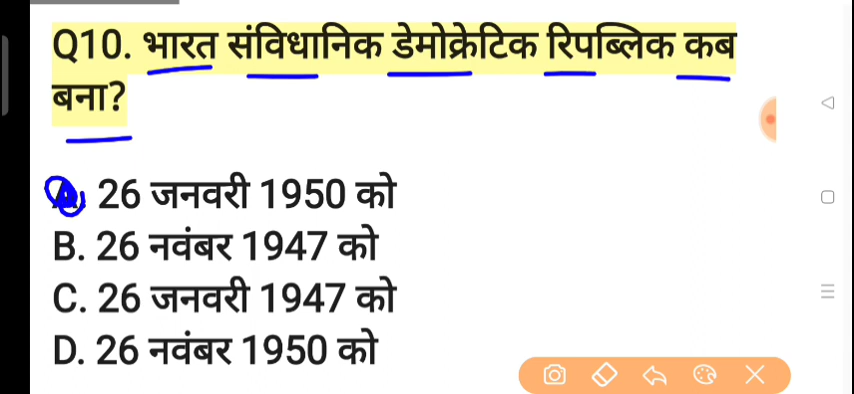 Q10. भारत संविधानिक डेमोक्रेटिक रिपब्लिक कब
बना?
A. 26 जनवरी 1950 को
B. 26 नवंबर 1947 को
C. 26 जनवरी 1947 को
D. 26 नवंबर 1950 को